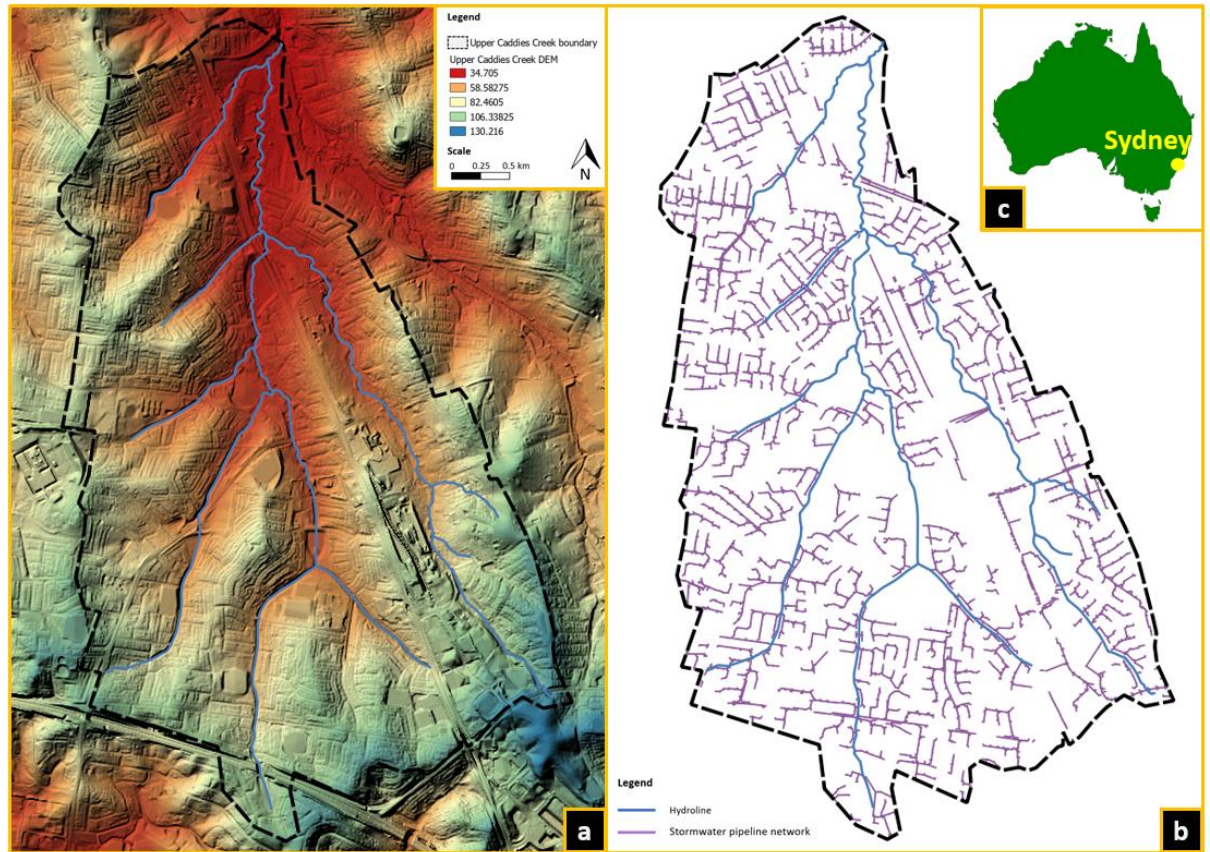 Legend
Upper Caddies Creek boundary
Upper Caddies Creek DEM
34.705
58.58275
82.4605
106.33825
130.216
Scale
0 0.25 0.5 km
N
a
Legend
Hydroline
Stormwater pipeline network
b
Sydney
c